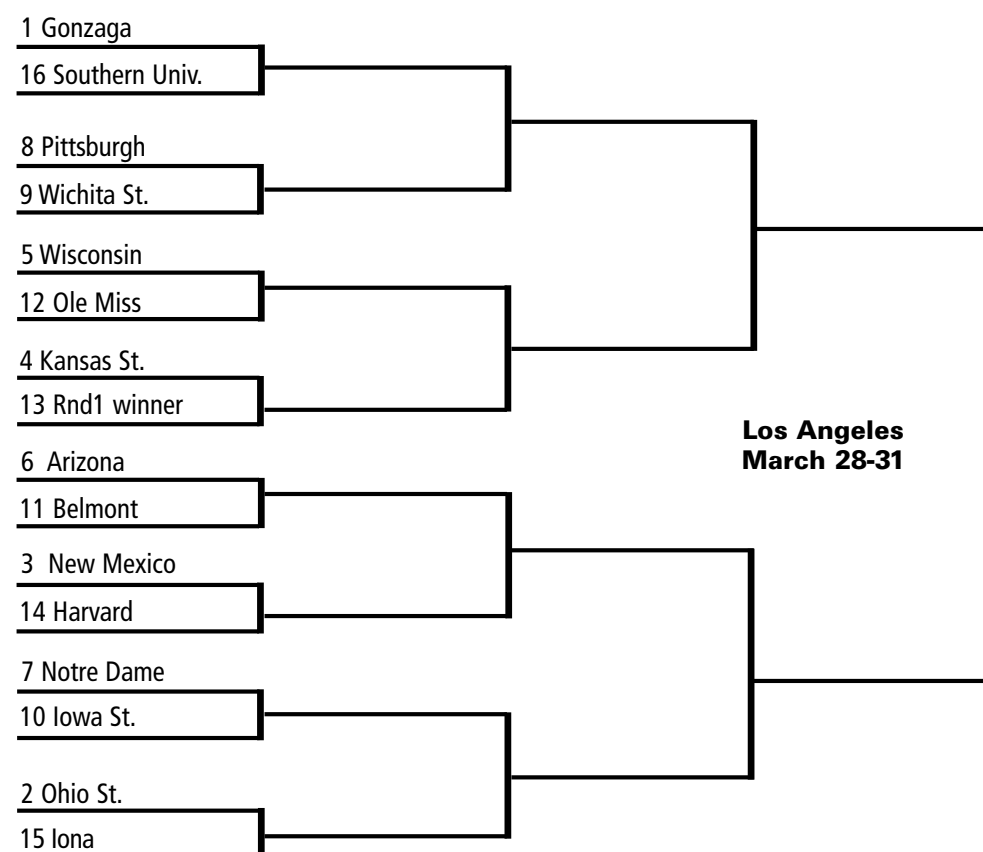 1 Gonzaga
16 Southern Univ.
8 Pittsburgh
9 Wichita St.
5 Wisconsin
12 Ole Miss
4 Kansas St.
13 Rnd1 winner
6 Arizona
11 Belmont
3 New Mexico
14 Harvard
7 Notre Dame
10 Iowa St.
2 Ohio St.
15 Iona
Los Angeles
March 28-31